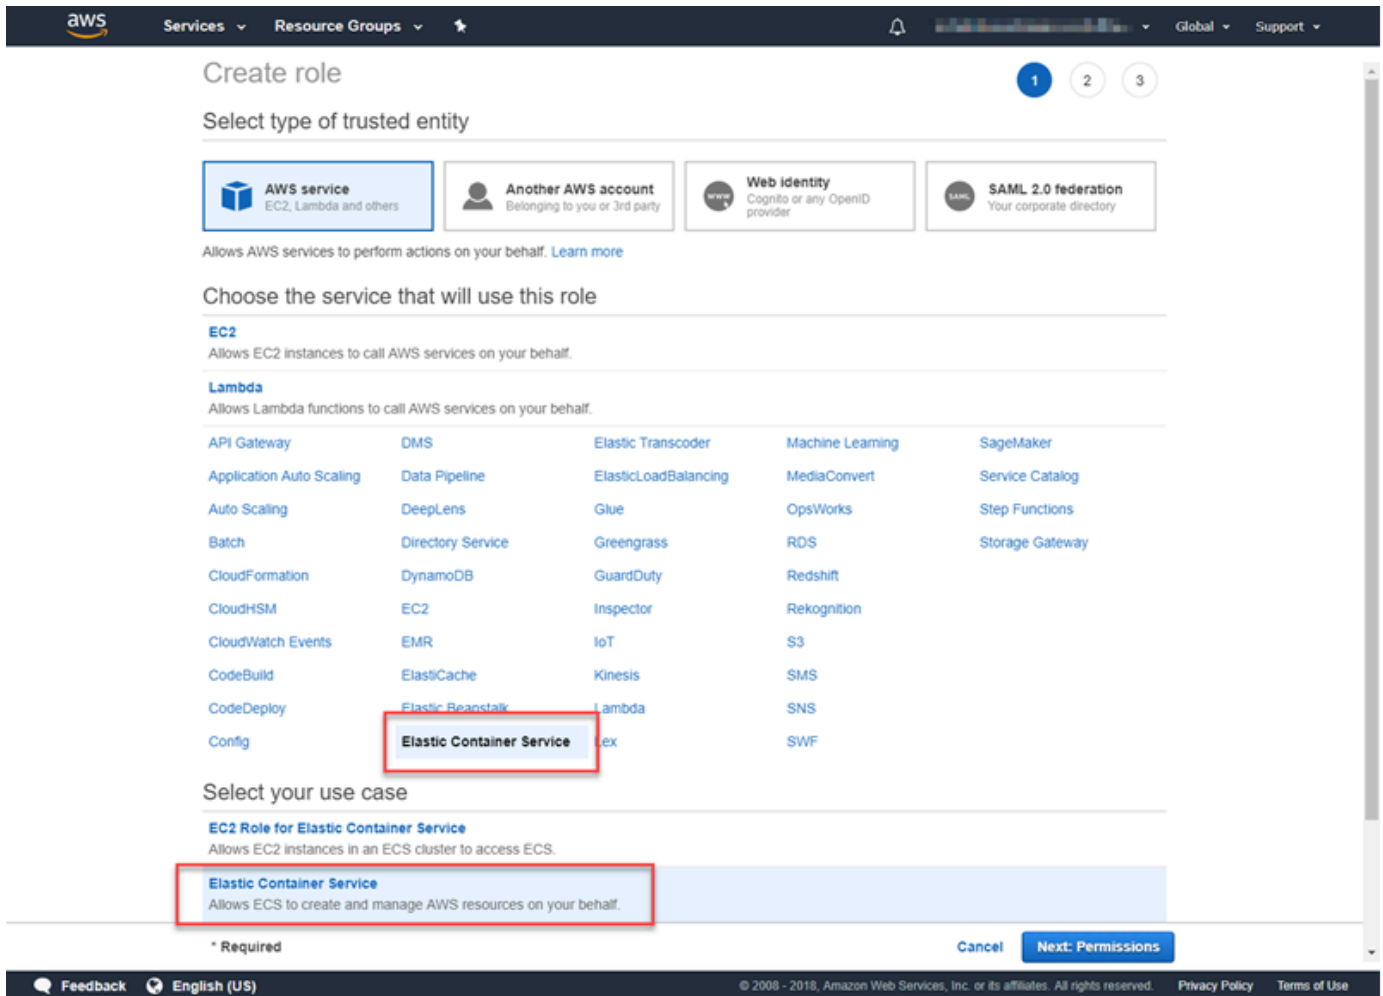 aws Services Resource Groups Global Support
Create role 1 2 3
Select type of trusted entity
AWS service
EC2, Lambda and others
Another AWS account
Belonging to you or 3rd party
www
Web identity
Cognito or any OpenID
provider
SAML
SAML 2.0 federation
Your corporate directory
Allows AWS services to perform actions on your behalf. Learn more
Choose the service that will use this role
EC2
Allows EC2 instances to call AWS services on your behalf.
Lambda
Allows Lambda functions to call AWS services on your behalf.
API Gateway DMS Elastic Transcoder Machine Learning SageMaker
Application Auto Scaling Data Pipeline ElasticLoadBalancing MediaConvert Service Catalog
Auto Scaling DeepLens Glue OpsWorks Step Functions
Batch Directory Service Greengrass RDS Storage Gateway
CloudFormation DynamoDB GuardDuty Redshift
CloudHSM EC2 Inspector Rekognition
CloudWatch Events EMR IoT S3
CodeBuild ElastiCache Kinesis SMS
CodeDeploy Elastic Beanstalk Lambda SNS
Config Elastic Container Service Lex SWF
Select your use case
EC2 Role for Elastic Container Service
Allows EC2 instances in an ECS cluster to access ECS.
Elastic Container Service
Allows ECS to create and manage AWS resources on your behalf.
* Required Cancel Next: Permissions
Feedback English (US) © 2008 - 2018, Amazon Web Services, Inc. or its affiliates. All rights reserved. Privacy Policy Terms of Use